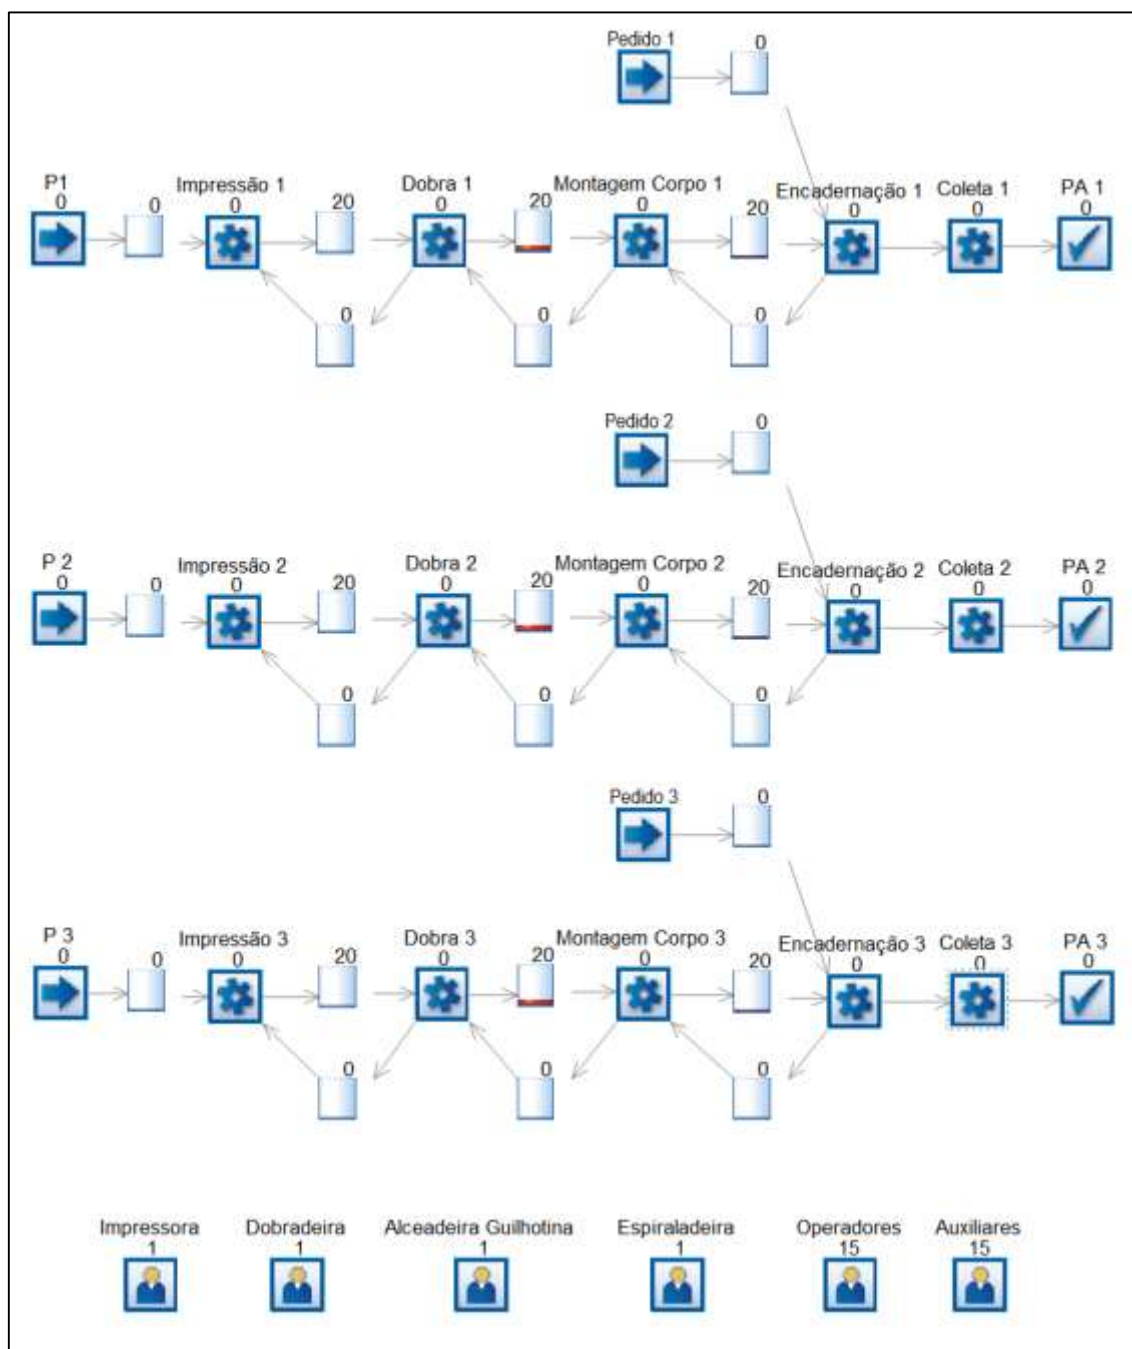 Pedido 1
0
0
P1
0
0
Impressão 1
0
20
Dobra 1
0
20
Montagem Corpo 1
0
20
Encadernação 1
0
Coleta 1
0
PA 1
0
0
0
0
Pedido 2
0
0
P 2
0
0
Impressão 2
0
20
Dobra 2
0
20
Montagem Corpo 2
0
20
Encadernação 2
0
Coleta 2
0
PA 2
0
0
0
0
Pedido 3
0
0
P 3
0
0
Impressão 3
0
20
Dobra 3
0
20
Montagem Corpo 3
0
20
Encadernação 3
0
Coleta 3
0
PA 3
0
0
0
0
Impressora
1
Dobradeira
1
Alceadeira Guilhotina
1
Espiraladeira
1
Operadores
15
Auxiliares
15